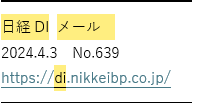 日経 DI メール
2024.4.3　No.639
https://di.nikkeibp.co.jp/